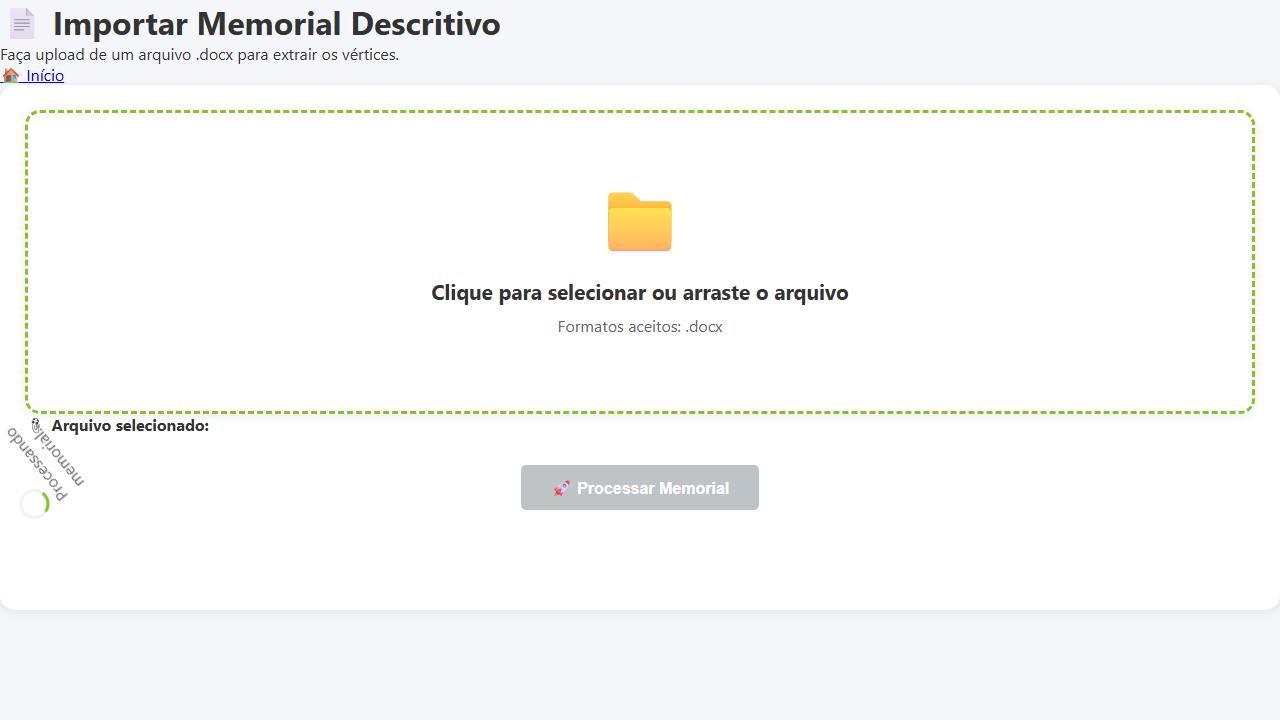 Importar Memorial Descritivo
Faça upload de um arquivo .docx para extrair os vértices.
Início
Clique para selecionar ou arraste o arquivo
Formatos aceitos: .docx
Arquivo selecionado:
Processando
memorial...
Processar Memorial